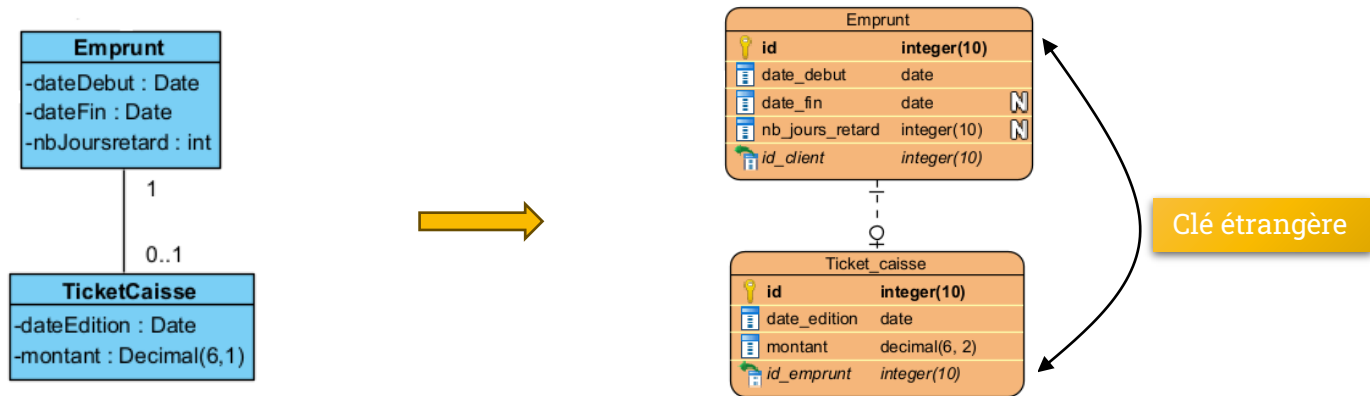 Emprunt
-dateDebut : Date
-dateFin : Date
-nbJoursretard : int
1
0..1
TicketCaisse
-dateEdition : Date
-montant : Decimal(6,1)
Emprunt
id integer(10)
date_debut date
date_fin date N
nb_jours_retard integer(10) N
id_client integer(10)
Ticket_caisse
id integer(10)
date_edition date
montant decimal(6, 2)
id_emprunt integer(10)
Clé étrangère